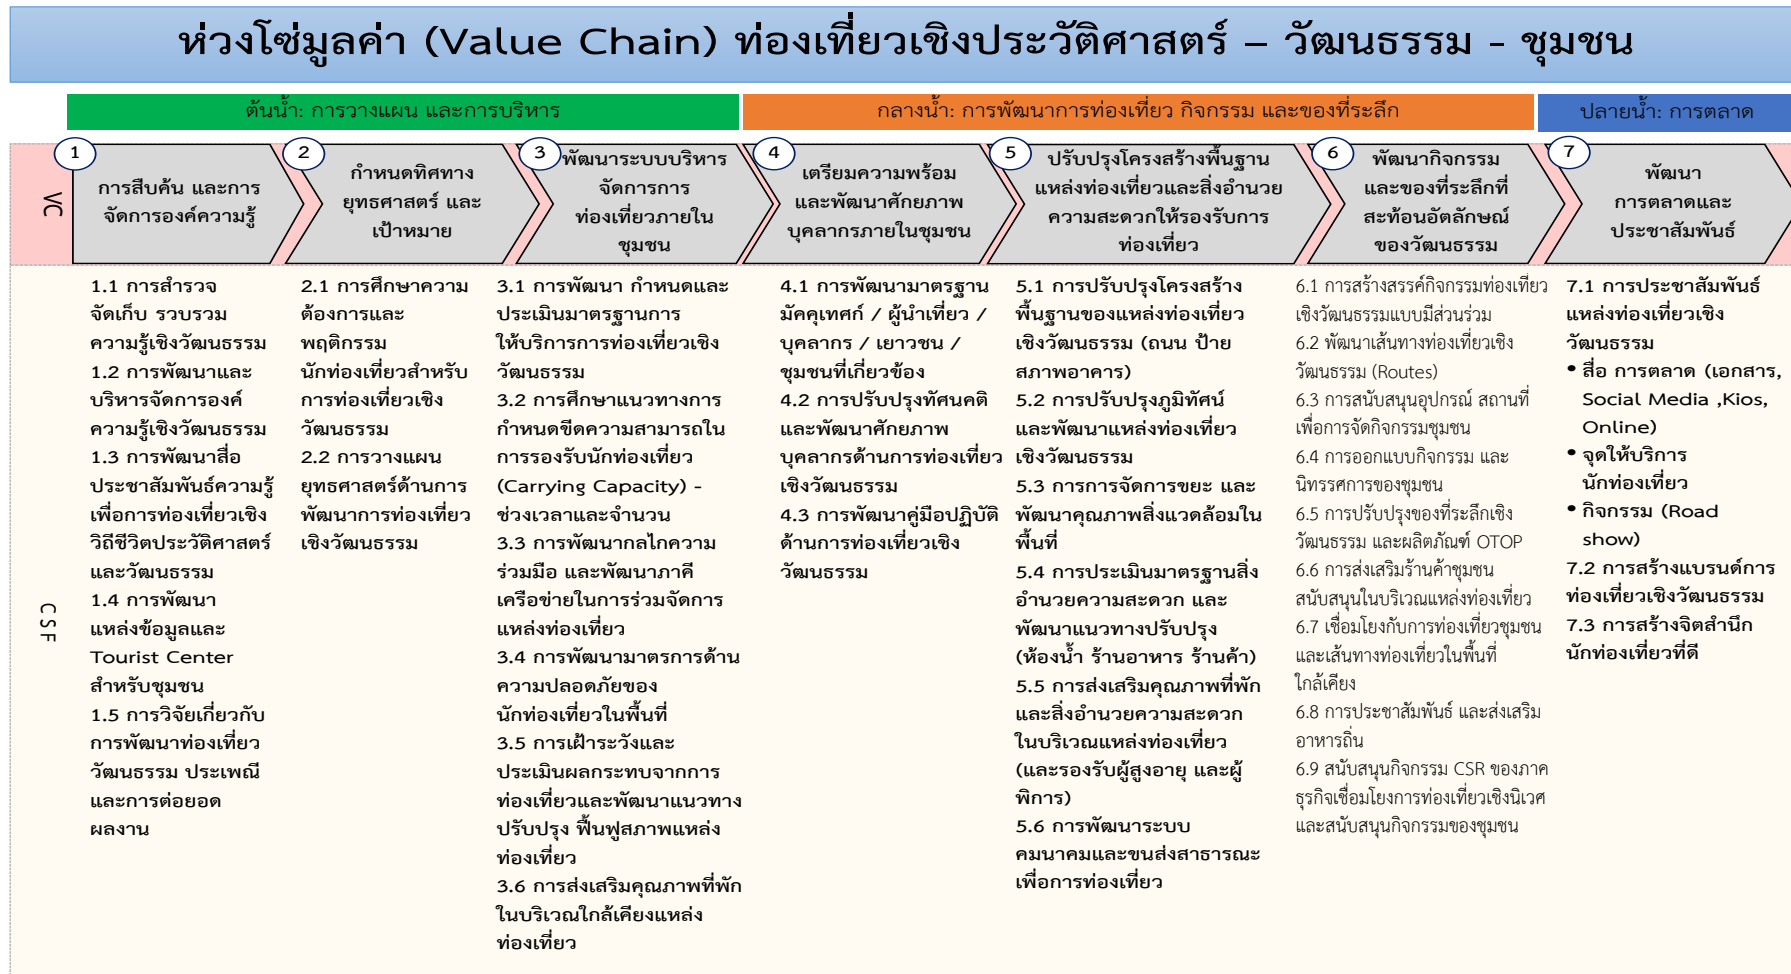 ห่วงโซ่มูลค่า (Value Chain) ท่องเที่ยวเชิงประวัติศาสตร์ – วัฒนธรรม - ชุมชน
ต้นน้ำ: การวางแผน และการบริหาร
กลางน้ำ: การพัฒนาการท่องเที่ยว กิจกรรม และของที่ระลึก
ปลายน้ำ: การตลาด
VC
1
การสืบค้น และการ
จัดการองค์ความรู้
2
กำหนดทิศทาง
ยุทธศาสตร์ และ
เป้าหมาย
3
พัฒนาระบบบริหาร
จัดการการ
ท่องเที่ยวภายใน
ชุมชน
4
เตรียมความพร้อม
และพัฒนาศักยภาพ
บุคลากรภายในชุมชน
5
ปรับปรุงโครงสร้างพื้นฐาน
แหล่งท่องเที่ยวและสิ่งอำนวย
ความสะดวกให้รองรับการ
ท่องเที่ยว
6
พัฒนากิจกรรม
และของที่ระลึกที่
สะท้อนอัตลักษณ์
ของวัฒนธรรม
7
พัฒนา
การตลาดและ
ประชาสัมพันธ์
CSF
1.1 การสำรวจ
จัดเก็บ รวบรวม
ความรู้เชิงวัฒนธรรม
1.2 การพัฒนาและ
บริหารจัดการองค์
ความรู้เชิงวัฒนธรรม
1.3 การพัฒนาสื่อ
ประชาสัมพันธ์ความรู้
เพื่อการท่องเที่ยวเชิง
วิถีชีวิตประวัติศาสตร์
และวัฒนธรรม
1.4 การพัฒนา
แหล่งข้อมูลและ
Tourist Center
สำหรับชุมชน
1.5 การวิจัยเกี่ยวกับ
การพัฒนาท่องเที่ยว
วัฒนธรรม ประเพณี
และการต่อยอด
ผลงาน
2.1 การศึกษาความ
ต้องการและ
พฤติกรรม
นักท่องเที่ยวสำหรับ
การท่องเที่ยวเชิง
วัฒนธรรม
2.2 การวางแผน
ยุทธศาสตร์ด้านการ
พัฒนาการท่องเที่ยว
เชิงวัฒนธรรม
3.1 การพัฒนา กำหนดและ
ประเมินมาตรฐานการ
ให้บริการการท่องเที่ยวเชิง
วัฒนธรรม
3.2 การศึกษาแนวทางการ
กำหนดขีดความสามารถใน
การรองรับนักท่องเที่ยว
(Carrying Capacity) -
ช่วงเวลาและจำนวน
3.3 การพัฒนากลไกความ
ร่วมมือ และพัฒนาภาคี
เครือข่ายในการร่วมจัดการ
แหล่งท่องเที่ยว
3.4 การพัฒนามาตรการด้าน
ความปลอดภัยของ
นักท่องเที่ยวในพื้นที่
3.5 การเฝ้าระวังและ
ประเมินผลกระทบจากการ
ท่องเที่ยวและพัฒนาแนวทาง
ปรับปรุง ฟื้นฟูสภาพแหล่ง
ท่องเที่ยว
3.6 การส่งเสริมคุณภาพที่พัก
ในบริเวณใกล้เคียงแหล่ง
ท่องเที่ยว
4.1 การพัฒนามาตรฐาน
มัคคุเทศก์ / ผู้นำเที่ยว /
บุคลากร / เยาวชน /
ชุมชนที่เกี่ยวข้อง
4.2 การปรับปรุงทัศนคติ
และพัฒนาศักยภาพ
บุคลากรด้านการท่องเที่ยว
เชิงวัฒนธรรม
4.3 การพัฒนาคู่มือปฏิบัติ
ด้านการท่องเที่ยวเชิง
วัฒนธรรม
5.1 การปรับปรุงโครงสร้าง
พื้นฐานของแหล่งท่องเที่ยว
เชิงวัฒนธรรม (ถนน ป้าย
สภาพอาคาร)
5.2 การปรับปรุงภูมิทัศน์
และพัฒนาแหล่งท่องเที่ยว
เชิงวัฒนธรรม
5.3 การการจัดการขยะ และ
พัฒนาคุณภาพสิ่งแวดล้อมใน
พื้นที่
5.4 การประเมินมาตรฐานสิ่ง
อำนวยความสะดวก และ
พัฒนาแนวทางปรับปรุง
(ห้องน้ำ ร้านอาหาร ร้านค้า)
5.5 การส่งเสริมคุณภาพที่พัก
และสิ่งอำนวยความสะดวก
ในบริเวณแหล่งท่องเที่ยว
(และรองรับผู้สูงอายุ และผู้
พิการ)
5.6 การพัฒนาระบบ
คมนาคมและขนส่งสาธารณะ
เพื่อการท่องเที่ยว
6.1 การสร้างสรรค์กิจกรรมท่องเที่ยว
เชิงวัฒนธรรมแบบมีส่วนร่วม
6.2 พัฒนาเส้นทางท่องเที่ยวเชิง
วัฒนธรรม (Routes)
6.3 การสนับสนุนอุปกรณ์ สถานที่
เพื่อการจัดกิจกรรมชุมชน
6.4 การออกแบบกิจกรรม และ
นิทรรศการของชุมชน
6.5 การปรับปรุงของที่ระลึกเชิง
วัฒนธรรม และผลิตภัณฑ์ OTOP
6.6 การส่งเสริมร้านค้าชุมชน
สนับสนุนในบริเวณแหล่งท่องเที่ยว
6.7 เชื่อมโยงกับการท่องเที่ยวชุมชน
และเส้นทางท่องเที่ยวในพื้นที่
ใกล้เคียง
6.8 การประชาสัมพันธ์ และส่งเสริม
อาหารถิ่น
6.9 สนับสนุนกิจกรรม CSR ของภาค
ธุรกิจเชื่อมโยงการท่องเที่ยวเชิงนิเวศ
และสนับสนุนกิจกรรมของชุมชน
7.1 การประชาสัมพันธ์
แหล่งท่องเที่ยวเชิง
วัฒนธรรม
• สื่อ การตลาด (เอกสาร,
Social Media ,Kios,
Online)
• จุดให้บริการ
นักท่องเที่ยว
• กิจกรรม (Road
show)
7.2 การสร้างแบรนด์การ
ท่องเที่ยวเชิงวัฒนธรรม
7.3 การสร้างจิตสำนึก
นักท่องเที่ยวที่ดี